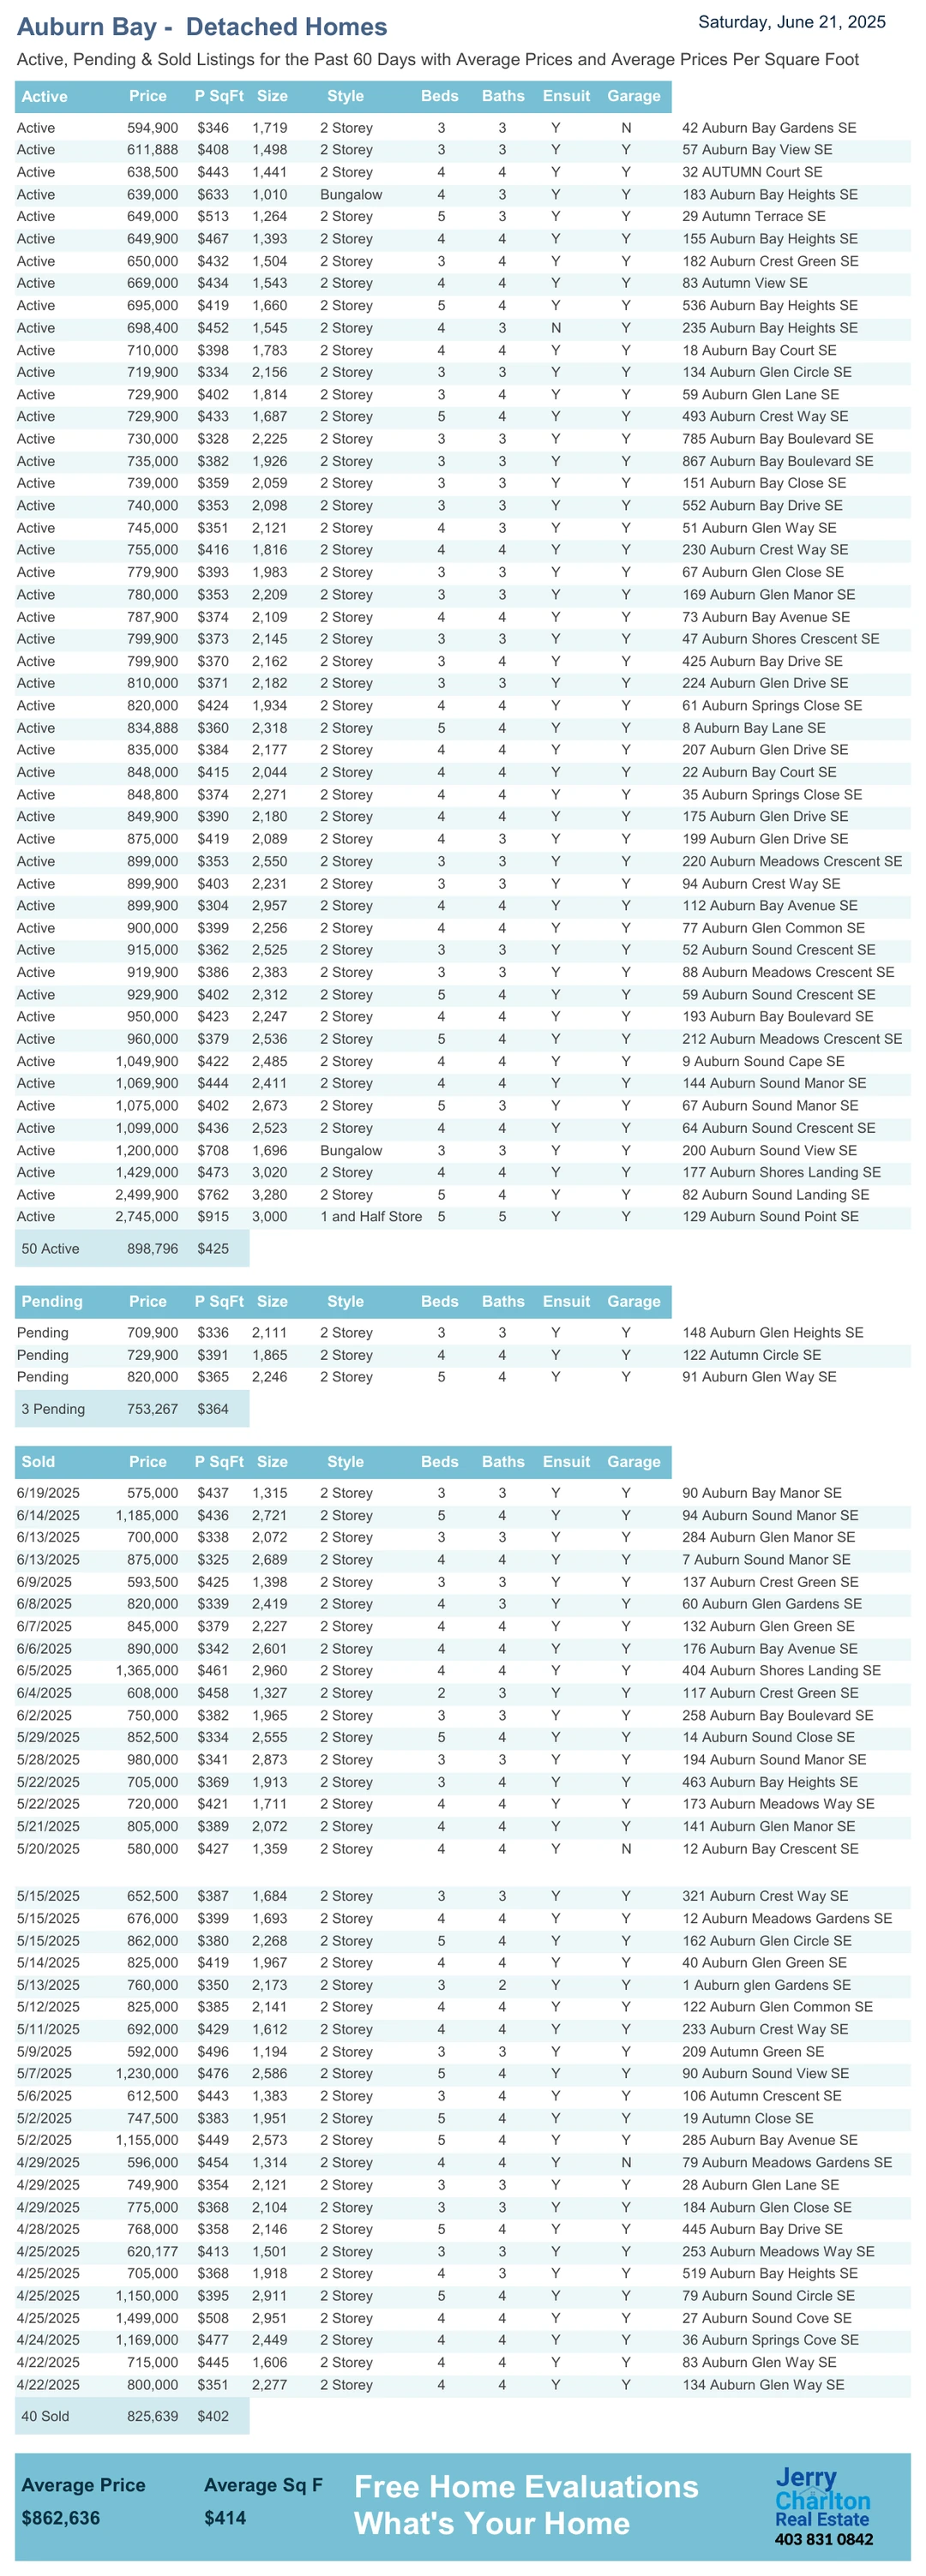 Auburn Bay - Detached Homes Saturday, June 21, 2025
Active, Pending & Sold Listings for the Past 60 Days with Average Prices and Average Prices Per Square Foot
Active Price P SqFt Size Style Beds Baths Ensuit Garage
Active 594,900 $346 1,719 2 Storey 3 3 Y N 42 Auburn Bay Gardens SE
Active 611,888 $408 1,498 2 Storey 3 3 Y Y 57 Auburn Bay View SE
Active 638,500 $443 1,441 2 Storey 4 4 Y Y 32 AUTUMN Court SE
Active 639,000 $633 1,010 Bungalow 4 3 Y Y 183 Auburn Bay Heights SE
Active 649,000 $513 1,264 2 Storey 5 3 Y Y 29 Autumn Terrace SE
Active 649,900 $467 1,393 2 Storey 4 4 Y Y 155 Auburn Bay Heights SE
Active 650,000 $432 1,504 2 Storey 3 4 Y Y 182 Auburn Crest Green SE
Active 669,000 $434 1,543 2 Storey 4 4 Y Y 83 Autumn View SE
Active 695,000 $419 1,660 2 Storey 5 4 Y Y 536 Auburn Bay Heights SE
Active 698,400 $452 1,545 2 Storey 4 3 N Y 235 Auburn Bay Heights SE
Active 710,000 $398 1,783 2 Storey 4 4 Y Y 18 Auburn Bay Court SE
Active 719,900 $334 2,156 2 Storey 3 3 Y Y 134 Auburn Glen Circle SE
Active 729,900 $402 1,814 2 Storey 3 4 Y Y 59 Auburn Glen Lane SE
Active 729,900 $433 1,687 2 Storey 5 4 Y Y 493 Auburn Crest Way SE
Active 730,000 $328 2,225 2 Storey 3 3 Y Y 785 Auburn Bay Boulevard SE
Active 735,000 $382 1,926 2 Storey 3 3 Y Y 867 Auburn Bay Boulevard SE
Active 739,000 $359 2,059 2 Storey 3 3 Y Y 151 Auburn Bay Close SE
Active 740,000 $353 2,098 2 Storey 3 3 Y Y 552 Auburn Bay Drive SE
Active 745,000 $351 2,121 2 Storey 4 3 Y Y 51 Auburn Glen Way SE
Active 755,000 $416 1,816 2 Storey 4 4 Y Y 230 Auburn Crest Way SE
Active 779,900 $393 1,983 2 Storey 3 3 Y Y 67 Auburn Glen Close SE
Active 780,000 $353 2,209 2 Storey 3 3 Y Y 169 Auburn Glen Manor SE
Active 787,900 $374 2,109 2 Storey 4 4 Y Y 73 Auburn Bay Avenue SE
Active 799,900 $373 2,145 2 Storey 3 3 Y Y 47 Auburn Shores Crescent SE
Active 799,900 $370 2,162 2 Storey 3 4 Y Y 425 Auburn Bay Drive SE
Active 810,000 $371 2,182 2 Storey 3 3 Y Y 224 Auburn Glen Drive SE
Active 820,000 $424 1,934 2 Storey 4 4 Y Y 61 Auburn Springs Close SE
Active 834,888 $360 2,318 2 Storey 5 4 Y Y 8 Auburn Bay Lane SE
Active 835,000 $384 2,177 2 Storey 4 4 Y Y 207 Auburn Glen Drive SE
Active 848,000 $415 2,044 2 Storey 4 4 Y Y 22 Auburn Bay Court SE
Active 848,800 $374 2,271 2 Storey 4 4 Y Y 35 Auburn Springs Close SE
Active 849,900 $390 2,180 2 Storey 4 4 Y Y 175 Auburn Glen Drive SE
Active 875,000 $419 2,089 2 Storey 4 3 Y Y 199 Auburn Glen Drive SE
Active 899,000 $353 2,550 2 Storey 3 3 Y Y 220 Auburn Meadows Crescent SE
Active 899,900 $403 2,231 2 Storey 3 3 Y Y 94 Auburn Crest Way SE
Active 899,900 $304 2,957 2 Storey 4 4 Y Y 112 Auburn Bay Avenue SE
Active 900,000 $399 2,256 2 Storey 4 4 Y Y 77 Auburn Glen Common SE
Active 915,000 $362 2,525 2 Storey 3 3 Y Y 52 Auburn Sound Crescent SE
Active 919,900 $386 2,383 2 Storey 3 3 Y Y 88 Auburn Meadows Crescent SE
Active 929,900 $402 2,312 2 Storey 5 4 Y Y 59 Auburn Sound Crescent SE
Active 950,000 $423 2,247 2 Storey 4 4 Y Y 193 Auburn Bay Boulevard SE
Active 960,000 $379 2,536 2 Storey 5 4 Y Y 212 Auburn Meadows Crescent SE
Active 1,049,900 $422 2,485 2 Storey 4 4 Y Y 9 Auburn Sound Cape SE
Active 1,069,900 $444 2,411 2 Storey 4 4 Y Y 144 Auburn Sound Manor SE
Active 1,075,000 $402 2,673 2 Storey 5 3 Y Y 67 Auburn Sound Manor SE
Active 1,099,000 $436 2,523 2 Storey 4 4 Y Y 64 Auburn Sound Crescent SE
Active 1,200,000 $708 1,696 Bungalow 3 3 Y Y 200 Auburn Sound View SE
Active 1,429,000 $473 3,020 2 Storey 4 4 Y Y 177 Auburn Shores Landing SE
Active 2,499,900 $762 3,280 2 Storey 5 4 Y Y 82 Auburn Sound Landing SE
Active 2,745,000 $915 3,000 1 and Half Store 5 5 Y Y 129 Auburn Sound Point SE
50 Active 898,796 $425
Pending Price P SqFt Size Style Beds Baths Ensuit Garage
Pending 709,900 $336 2,111 2 Storey 3 3 Y Y 148 Auburn Glen Heights SE
Pending 729,900 $391 1,865 2 Storey 4 4 Y Y 122 Autumn Circle SE
Pending 820,000 $365 2,246 2 Storey 5 4 Y Y 91 Auburn Glen Way SE
3 Pending 753,267 $364
Sold Price P SqFt Size Style Beds Baths Ensuit Garage
6/19/2025 575,000 $437 1,315 2 Storey 3 3 Y Y 90 Auburn Bay Manor SE
6/14/2025 1,185,000 $436 2,721 2 Storey 5 4 Y Y 94 Auburn Sound Manor SE
6/13/2025 700,000 $338 2,072 2 Storey 3 3 Y Y 284 Auburn Glen Manor SE
6/13/2025 875,000 $325 2,689 2 Storey 4 4 Y Y 7 Auburn Sound Manor SE
6/9/2025 593,500 $425 1,398 2 Storey 3 3 Y Y 137 Auburn Crest Green SE
6/8/2025 820,000 $339 2,419 2 Storey 4 3 Y Y 60 Auburn Glen Gardens SE
6/7/2025 845,000 $379 2,227 2 Storey 4 4 Y Y 132 Auburn Glen Green SE
6/6/2025 890,000 $342 2,601 2 Storey 4 4 Y Y 176 Auburn Bay Avenue SE
6/5/2025 1,365,000 $461 2,960 2 Storey 4 4 Y Y 404 Auburn Shores Landing SE
6/4/2025 608,000 $458 1,327 2 Storey 2 3 Y Y 117 Auburn Crest Green SE
6/2/2025 750,000 $382 1,965 2 Storey 3 3 Y Y 258 Auburn Bay Boulevard SE
5/29/2025 852,500 $334 2,555 2 Storey 5 4 Y Y 14 Auburn Sound Close SE
5/28/2025 980,000 $341 2,873 2 Storey 3 3 Y Y 194 Auburn Sound Manor SE
5/22/2025 705,000 $369 1,913 2 Storey 3 4 Y Y 463 Auburn Bay Heights SE
5/22/2025 720,000 $421 1,711 2 Storey 4 4 Y Y 173 Auburn Meadows Way SE
5/21/2025 805,000 $389 2,072 2 Storey 4 4 Y Y 141 Auburn Glen Manor SE
5/20/2025 580,000 $427 1,359 2 Storey 4 4 Y N 12 Auburn Bay Crescent SE
5/15/2025 652,500 $387 1,684 2 Storey 3 3 Y Y 321 Auburn Crest Way SE
5/15/2025 676,000 $399 1,693 2 Storey 4 4 Y Y 12 Auburn Meadows Gardens SE
5/15/2025 862,000 $380 2,268 2 Storey 5 4 Y Y 162 Auburn Glen Circle SE
5/14/2025 825,000 $419 1,967 2 Storey 4 4 Y Y 40 Auburn Glen Green SE
5/13/2025 760,000 $350 2,173 2 Storey 3 2 Y Y 1 Auburn glen Gardens SE
5/12/2025 825,000 $385 2,141 2 Storey 4 4 Y Y 122 Auburn Glen Common SE
5/11/2025 692,000 $429 1,612 2 Storey 4 4 Y Y 233 Auburn Crest Way SE
5/9/2025 592,000 $496 1,194 2 Storey 3 3 Y Y 209 Autumn Green SE
5/7/2025 1,230,000 $476 2,586 2 Storey 5 4 Y Y 90 Auburn Sound View SE
5/6/2025 612,500 $443 1,383 2 Storey 3 4 Y Y 106 Autumn Crescent SE
5/2/2025 747,500 $383 1,951 2 Storey 5 4 Y Y 19 Autumn Close SE
5/2/2025 1,155,000 $449 2,573 2 Storey 5 4 Y Y 285 Auburn Bay Avenue SE
4/29/2025 596,000 $454 1,314 2 Storey 4 4 Y N 79 Auburn Meadows Gardens SE
4/29/2025 749,900 $354 2,121 2 Storey 3 3 Y Y 28 Auburn Glen Lane SE
4/29/2025 775,000 $368 2,104 2 Storey 3 3 Y Y 184 Auburn Glen Close SE
4/28/2025 768,000 $358 2,146 2 Storey 5 4 Y Y 445 Auburn Bay Drive SE
4/25/2025 620,177 $413 1,501 2 Storey 3 3 Y Y 253 Auburn Meadows Way SE
4/25/2025 705,000 $368 1,918 2 Storey 4 3 Y Y 519 Auburn Bay Heights SE
4/25/2025 1,150,000 $395 2,911 2 Storey 5 4 Y Y 79 Auburn Sound Circle SE
4/25/2025 1,499,000 $508 2,951 2 Storey 4 4 Y Y 27 Auburn Sound Cove SE
4/24/2025 1,169,000 $477 2,449 2 Storey 4 4 Y Y 36 Auburn Springs Cove SE
4/22/2025 715,000 $445 1,606 2 Storey 4 4 Y Y 83 Auburn Glen Way SE
4/22/2025 800,000 $351 2,277 2 Storey 4 4 Y Y 134 Auburn Glen Way SE
40 Sold 825,639 $402
Average Price Average Sq F Free Home Evaluations
$862,636 $414 What's Your Home
Jerry
Charlton
Real Estate
403 831 0842